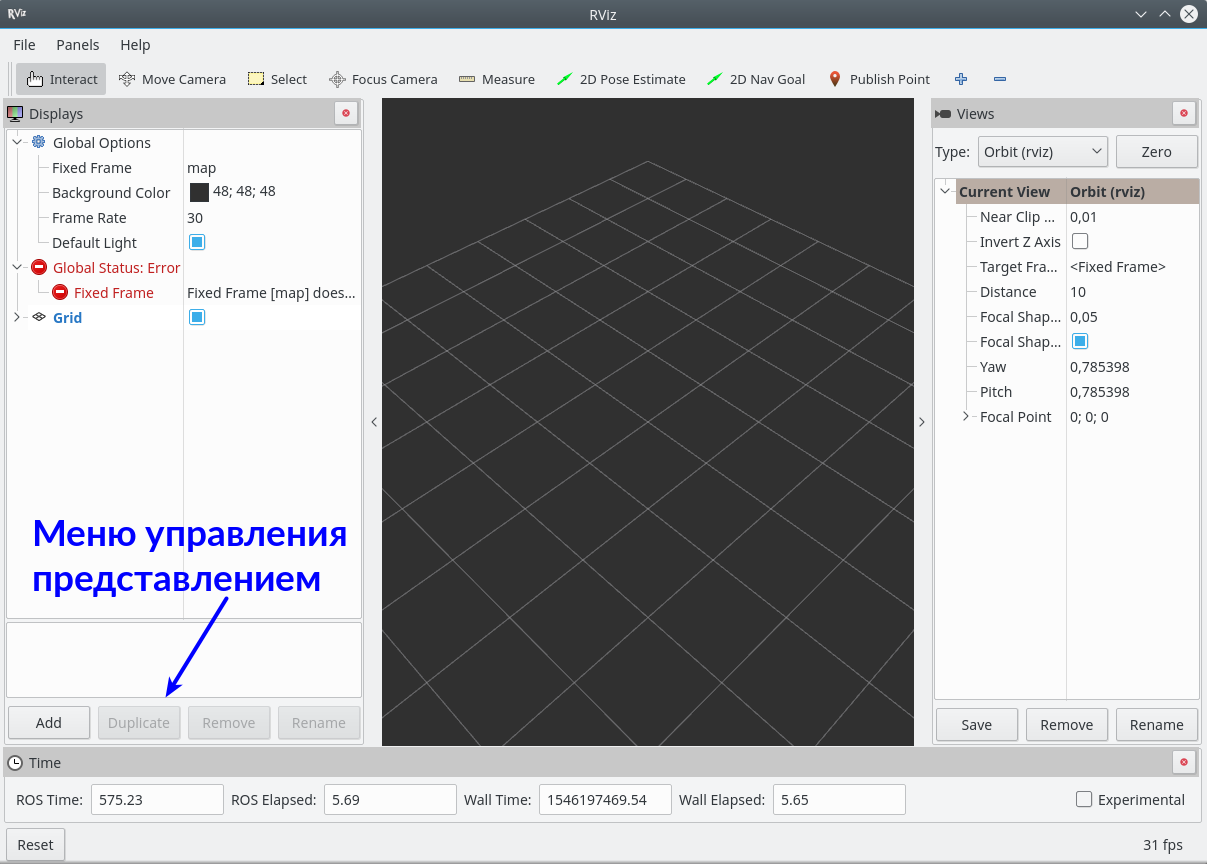 RViz
RViz
File Panels Help
Interact Move Camera Select Focus Camera Measure 2D Pose Estimate 2D Nav Goal Publish Point
Displays
Global Options
Fixed Frame map
Background Color 48; 48; 48
Frame Rate 30
Default Light
Global Status: Error
Fixed Frame Fixed Frame [map] does...
Grid
Меню управления
представлением
Add Duplicate Remove Rename
Views
Type: Orbit (rviz) Zero
Current View Orbit (rviz)
Near Clip ... 0,01
Invert Z Axis
Target Fra... <Fixed Frame>
Distance 10
Focal Shap... 0,05
Focal Shap...
Yaw 0,785398
Pitch 0,785398
Focal Point 0; 0; 0
Save Remove Rename
Time
ROS Time: 575.23 ROS Elapsed: 5.69 Wall Time: 1546197469.54 Wall Elapsed: 5.65 Experimental
Reset 31 fps